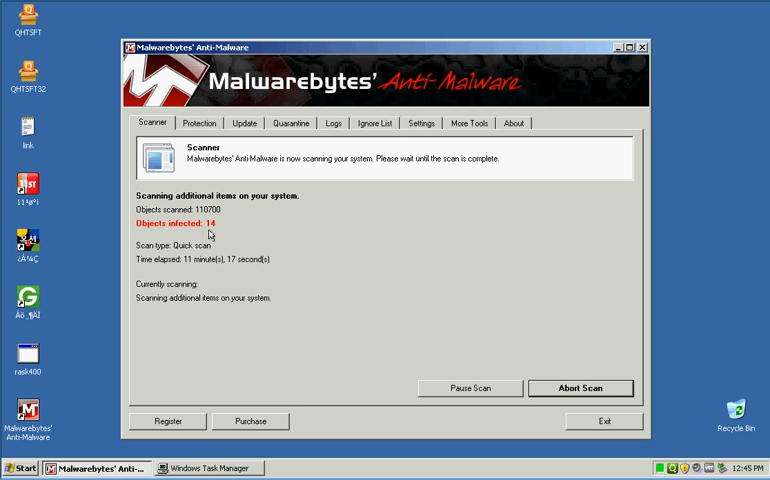 QHTSFT
QHTSFT32
link
rask400
Malwarebytes'
Anti-Malware
Malwarebytes' Anti-Malware
Malwarebytes' Anti-Malware
Scanner
Protection
Update
Quarantine
Logs
Ignore List
Settings
More Tools
About
Scanner
Malwarebytes' Anti-Malware is now scanning your system. Please wait until the scan is complete.
Scanning additional items on your system.
Objects scanned: 110700
Objects infected: 14
Scan type: Quick scan
Time elapsed: 11 minute(s), 17 second(s)
Currently scanning:
Scanning additional items on your system.
Pause Scan
Abort Scan
Register
Purchase
Exit
Recycle Bin
Start
Malwarebytes' Anti-...
Windows Task Manager
12:45 PM